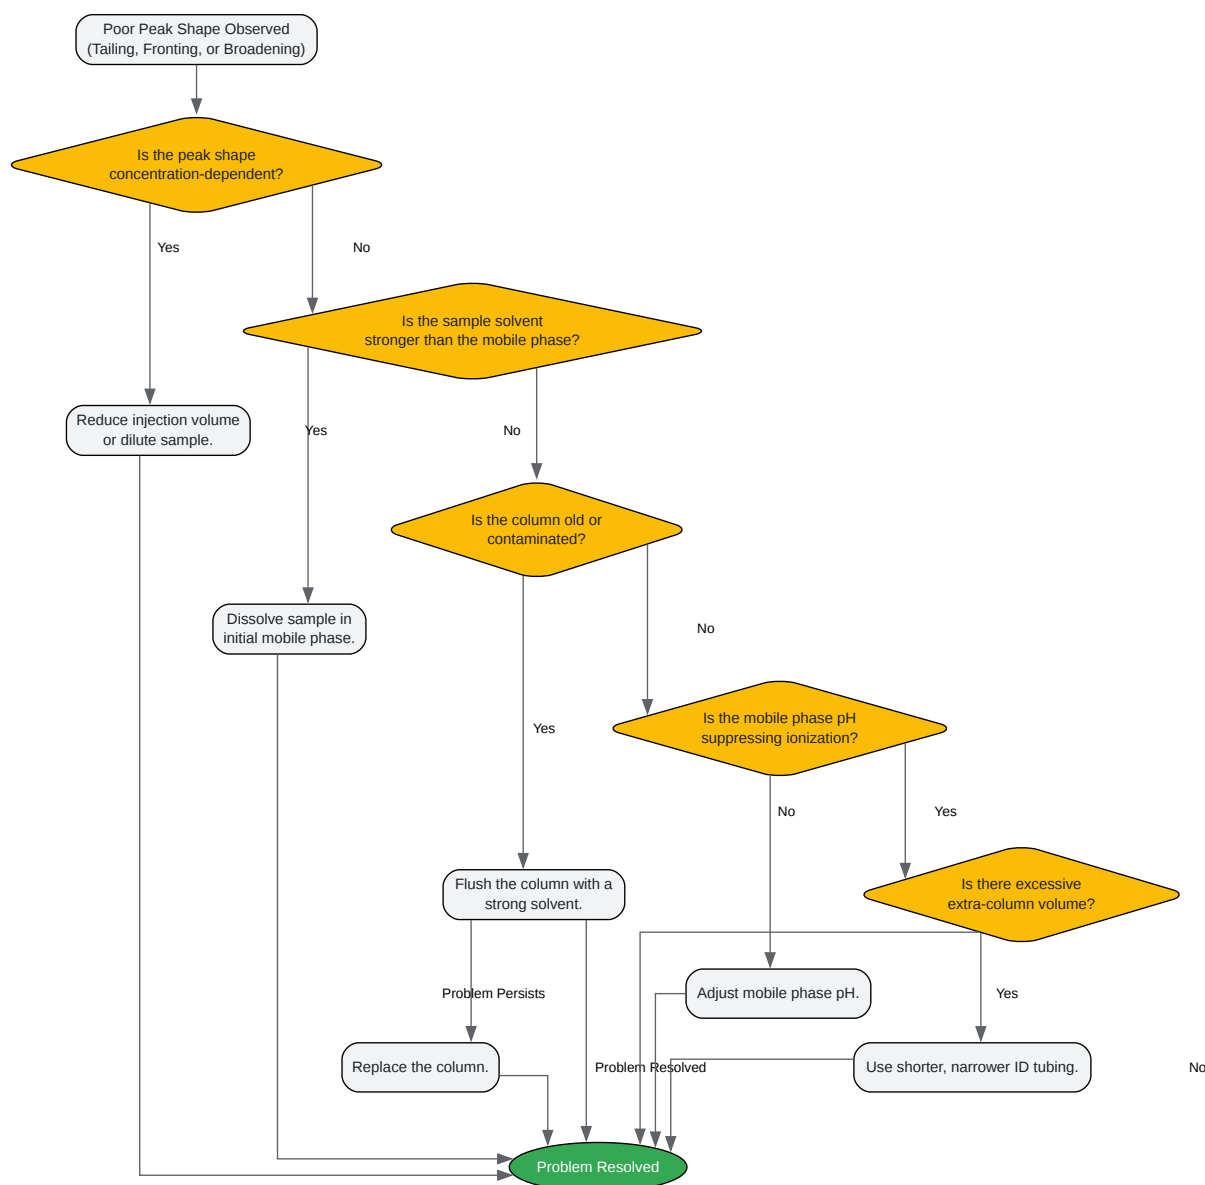 Poor Peak Shape Observed
(Tailing, Fronting, or Broadening)
Is the peak shape
concentration-dependent?
Yes
No
Is the sample solvent
stronger than the mobile phase?
Reduce injection volume
or dilute sample.
Yes
No
Is the column old or
contaminated?
Dissolve sample in
initial mobile phase.
No
Is the mobile phase pH
suppressing ionization?
Yes
No
Yes
Flush the column with a
strong solvent.
Is there excessive
extra-column volume?
Problem Persists
Adjust mobile phase pH.
Yes
Replace the column.
Problem Resolved
Use shorter, narrower ID tubing.
No
Problem Resolved